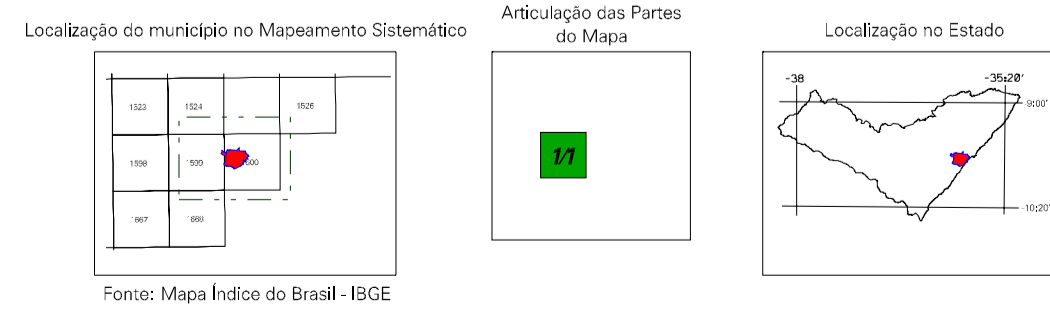 Localização do município no Mapeamento Sistemático
1523
1524
1526
1598
1599
1667
1668
Fonte: Mapa Índice do Brasil - IBGE
Articulação das Partes
do Mapa
1/1
Localização no Estado
-38
-35:20'
-9:00'
-10:20'